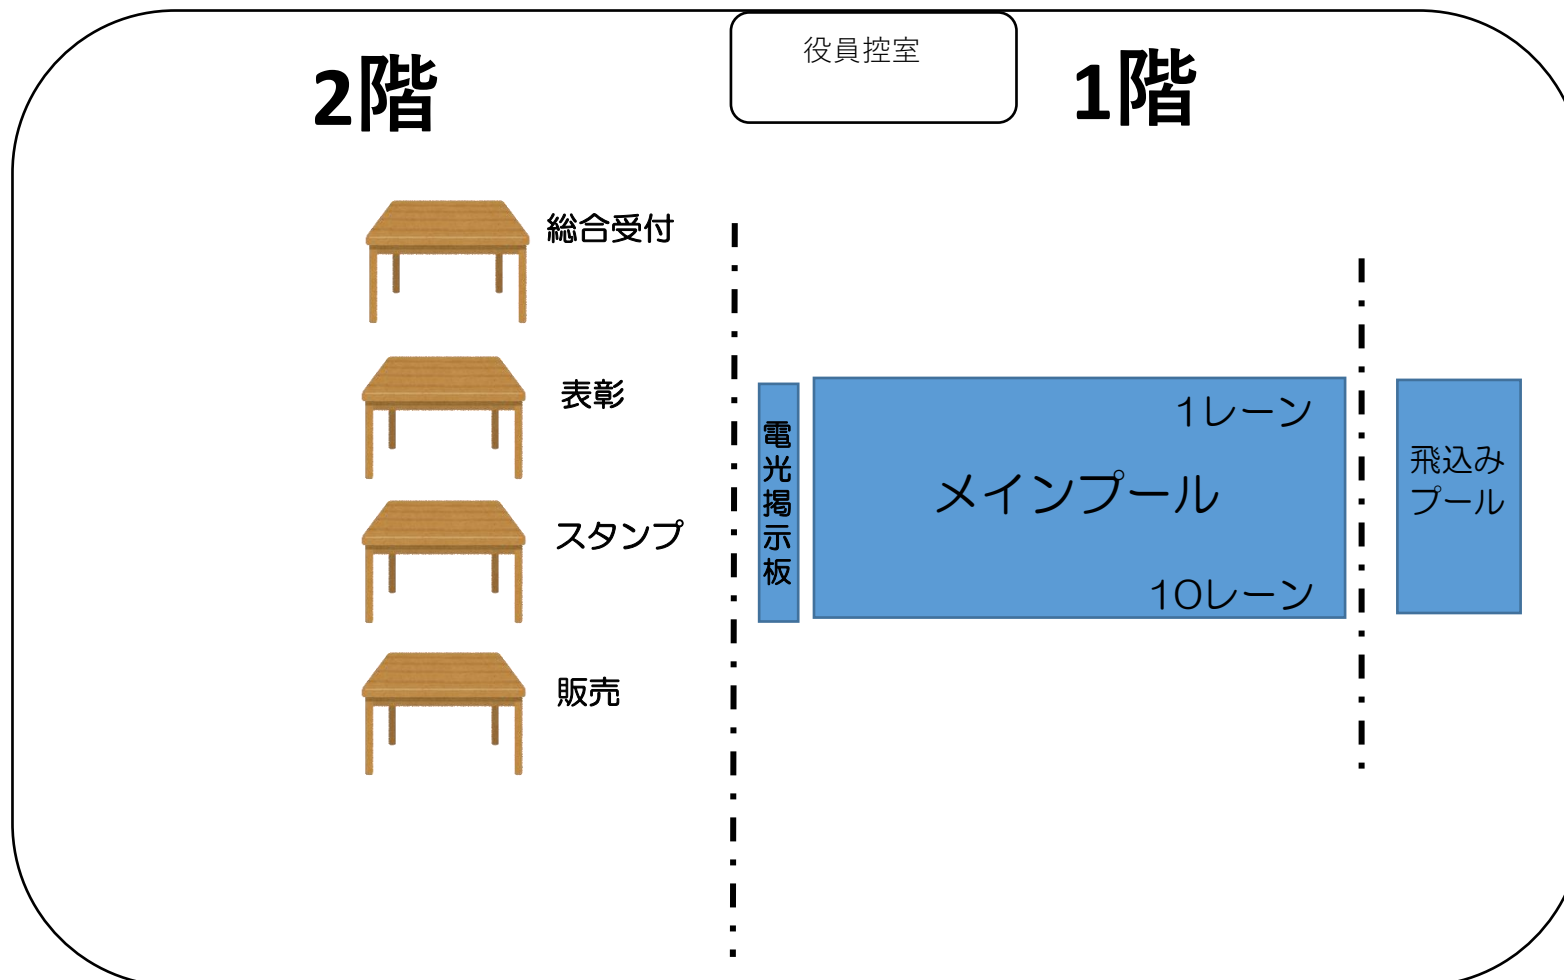 2階
役員控室
1階
総合受付
表彰
スタンプ
販売
電光掲示板
1レーン
メインプール
10レーン
飛込み
プール